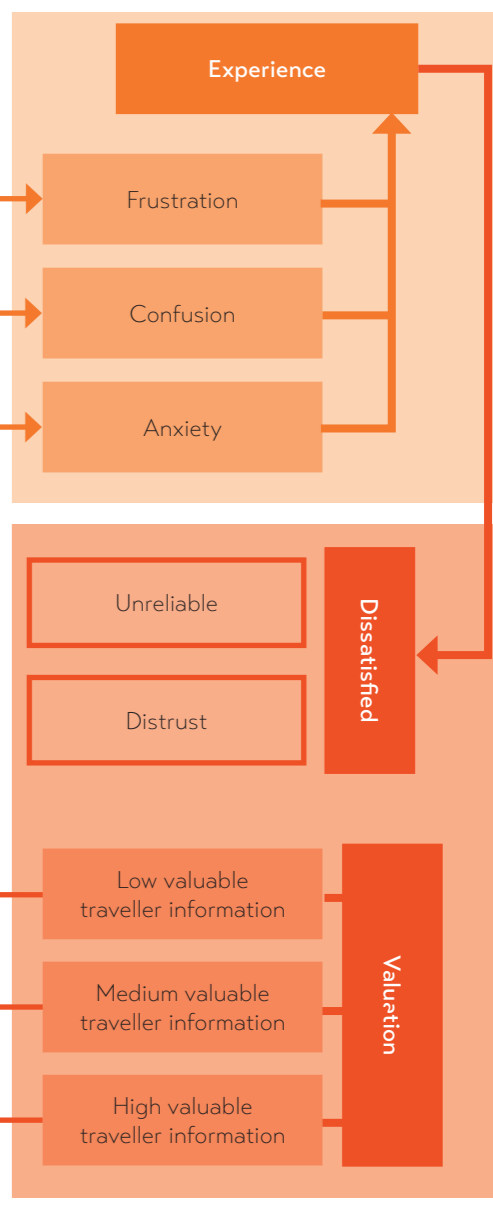 Experience
Frustration
Confusion
Anxiety
Unreliable
Distrust
Dissatisfied
Low valuable
traveller information
Medium valuable
traveller information
High valuable
traveller information
Valuation